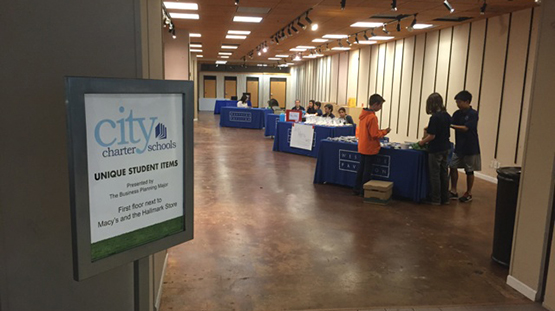 city
charter schools
UNIQUE STUDENT ITEMS
Presented by
The Business Planning Major
First floor next to
Macy's and the Hallmark Store